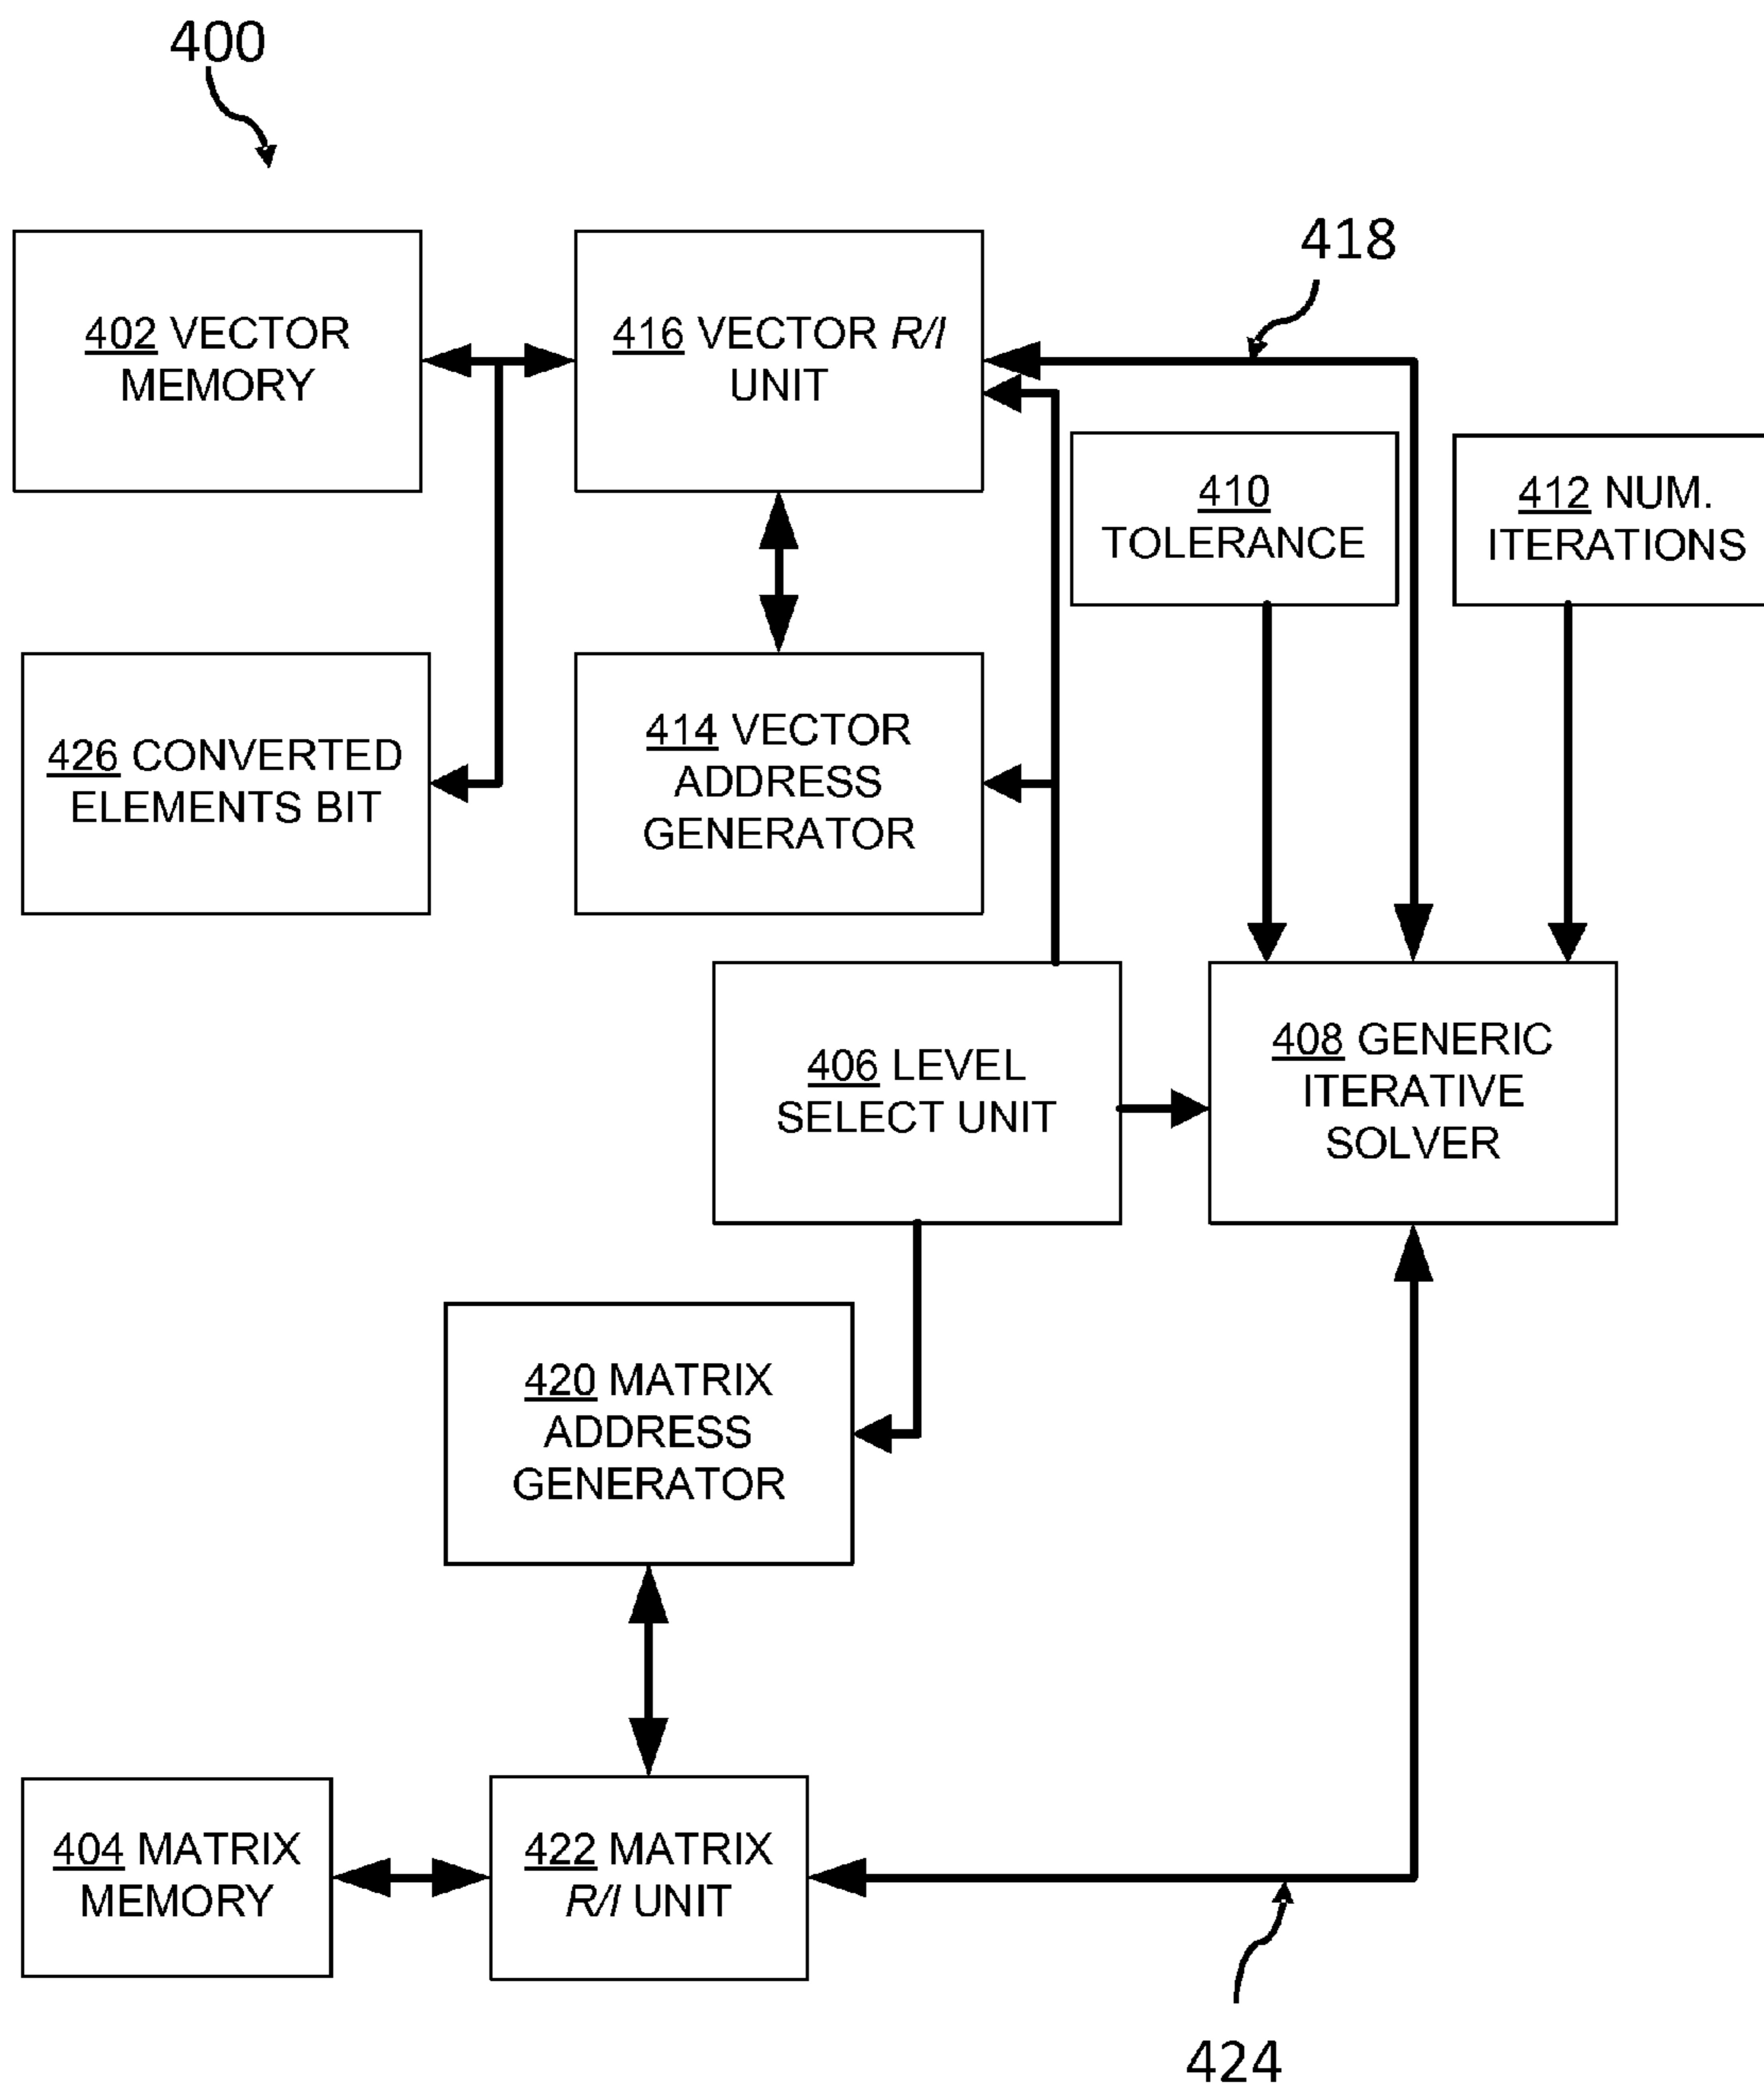 400
418
402 VECTOR
MEMORY
416 VECTOR R/I
UNIT
410
TOLERANCE
412 NUM.
ITERATIONS
426 CONVERTED
ELEMENTS BIT
414 VECTOR
ADDRESS
GENERATOR
406 LEVEL
SELECT UNIT
408 GENERIC
ITERATIVE
SOLVER
420 MATRIX
ADDRESS
GENERATOR
404 MATRIX
MEMORY
422 MATRIX
R/I UNIT
424